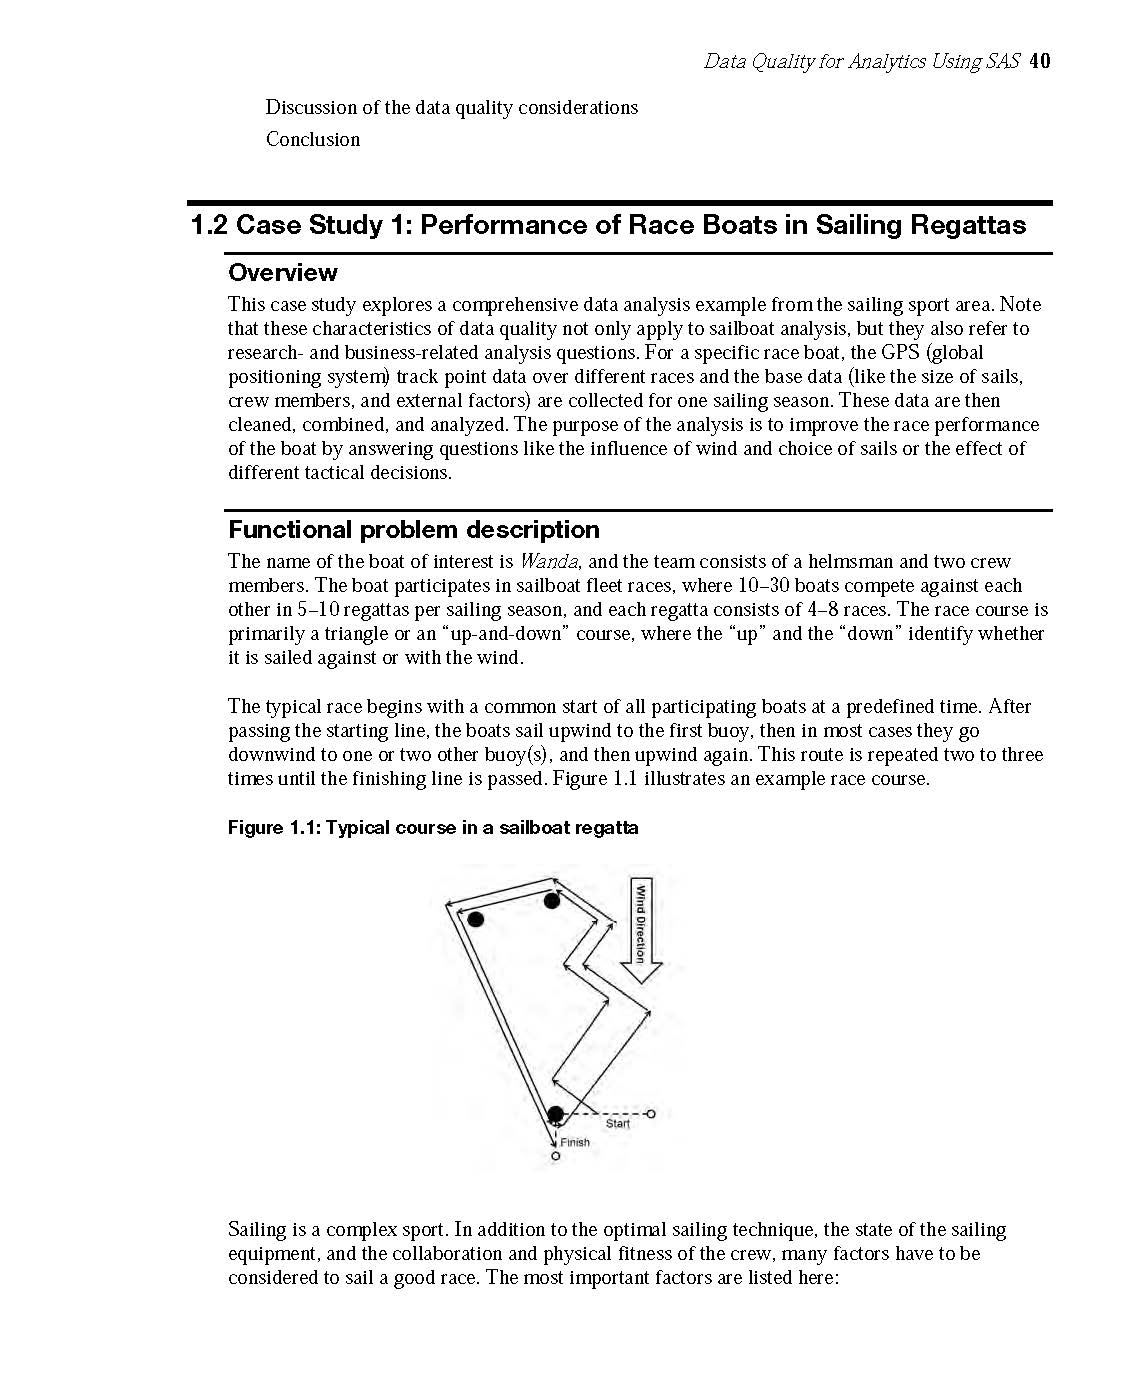 Data Quality for Analytics Using SAS 40
Discussion of the data quality considerations
Conclusion
1.2 Case Study 1: Performance of Race Boats in Sailing Regattas
Overview
This case study explores a comprehensive data analysis example from the sailing sport area. Note
that these characteristics of data quality not only apply to sailboat analysis, but they also refer to
research- and business-related analysis questions. For a specific race boat, the GPS (global
positioning system) track point data over different races and the base data (like the size of sails,
crew members, and external factors) are collected for one sailing season. These data are then
cleaned, combined, and analyzed. The purpose of the analysis is to improve the race performance
of the boat by answering questions like the influence of wind and choice of sails or the effect of
different tactical decisions.
Functional problem description
The name of the boat of interest is Wanda, and the team consists of a helmsman and two crew
members. The boat participates in sailboat fleet races, where 10–30 boats compete against each
other in 5–10 regattas per sailing season, and each regatta consists of 4–8 races. The race course is
primarily a triangle or an “up-and-down” course, where the “up” and the “down” identify whether
it is sailed against or with the wind.
The typical race begins with a common start of all participating boats at a predefined time. After
passing the starting line, the boats sail upwind to the first buoy, then in most cases they go
downwind to one or two other buoy(s), and then upwind again. This route is repeated two to three
times until the finishing line is passed. Figure 1.1 illustrates an example race course.
Figure 1.1: Typical course in a sailboat regatta
Wind Direction
Start
Finish
Sailing is a complex sport. In addition to the optimal sailing technique, the state of the sailing
equipment, and the collaboration and physical fitness of the crew, many factors have to be
considered to sail a good race. The most important factors are listed here: